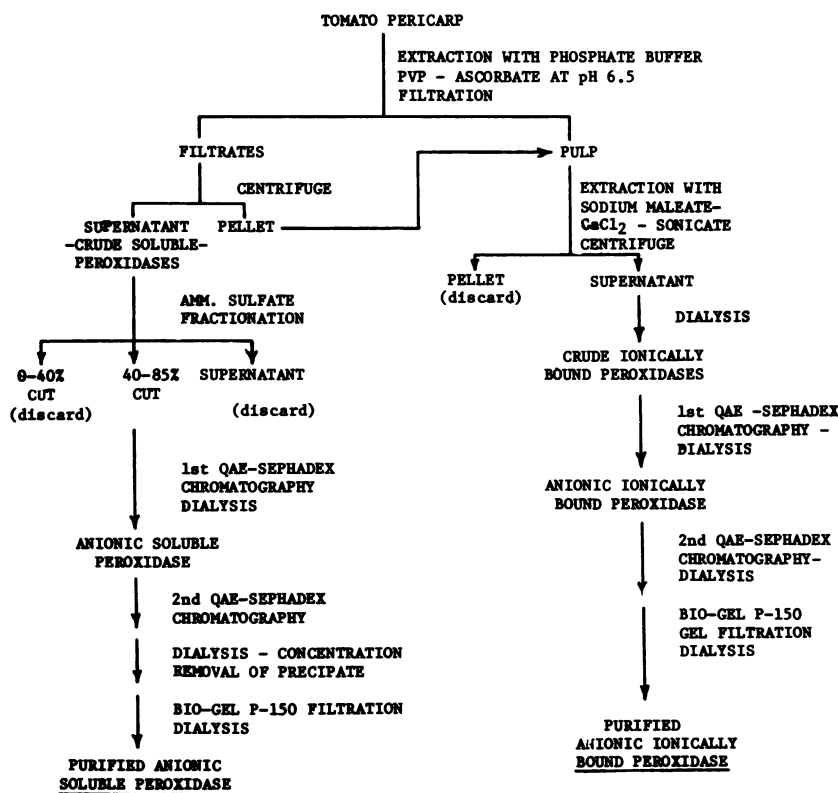 TOMATO PERICARP
EXTRACTION WITH PHOSPHATE BUFFER
PVP - ASCORBATE AT pH 6.5
FILTRATION
FILTRATES
PULP
CENTRIFUGE
EXTRACTION WITH
SODIUM MALEATE-
CaCl2 - SONICATE
CENTRIFUGE
SUPERNATANT
-CRUDE SOLUBLE-
PEROXIDASES
PELLET
PELLET
(discard)
SUPERNATANT
AMM. SULFATE
FRACTIONATION
DIALYSIS
0-40%
CUT
(discard)
40-85%
CUT
SUPERNATANT
(discard)
CRUDE IONICALLY
BOUND PEROXIDASES
1st QAE-SEPHADEX
CHROMATOGRAPHY
DIALYSIS
1st QAE -SEPHADEX
CHROMATOGRAPHY -
DIALYSIS
ANIONIC SOLUBLE
PEROXIDASE
ANIONIC IONICALLY
BOUND PEROXIDASE
2nd QAE-SEPHADEX
CHROMATOGRAPHY
2nd QAE-SEPHADEX
CHROMATOGRAPHY-
DIALYSIS
DIALYSIS - CONCENTRATION
REMOVAL OF PRECIPATE
BIO-GEL P-150
GEL FILTRATION
DIALYSIS
BIO-GEL P-150 FILTRATION
DIALYSIS
PURIFIED ANIONIC
SOLUBLE PEROXIDASE
PURIFIED
ANIONIC IONICALLY
BOUND PEROXIDASE